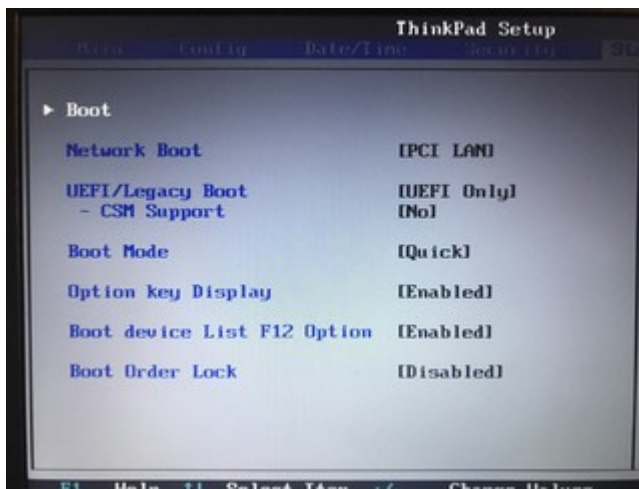 ThinkPad Setup
Main Config Date/Time Security
► Boot
Network Boot [PCI LAN]
UEFI/Legacy Boot [UEFI Only]
- CSM Support [No]
Boot Mode [Quick]
Option key Display [Enabled]
Boot device List F12 Option [Enabled]
Boot Order Lock [Disabled]
F1 Help ↑↓ Select Item -/ Change Values